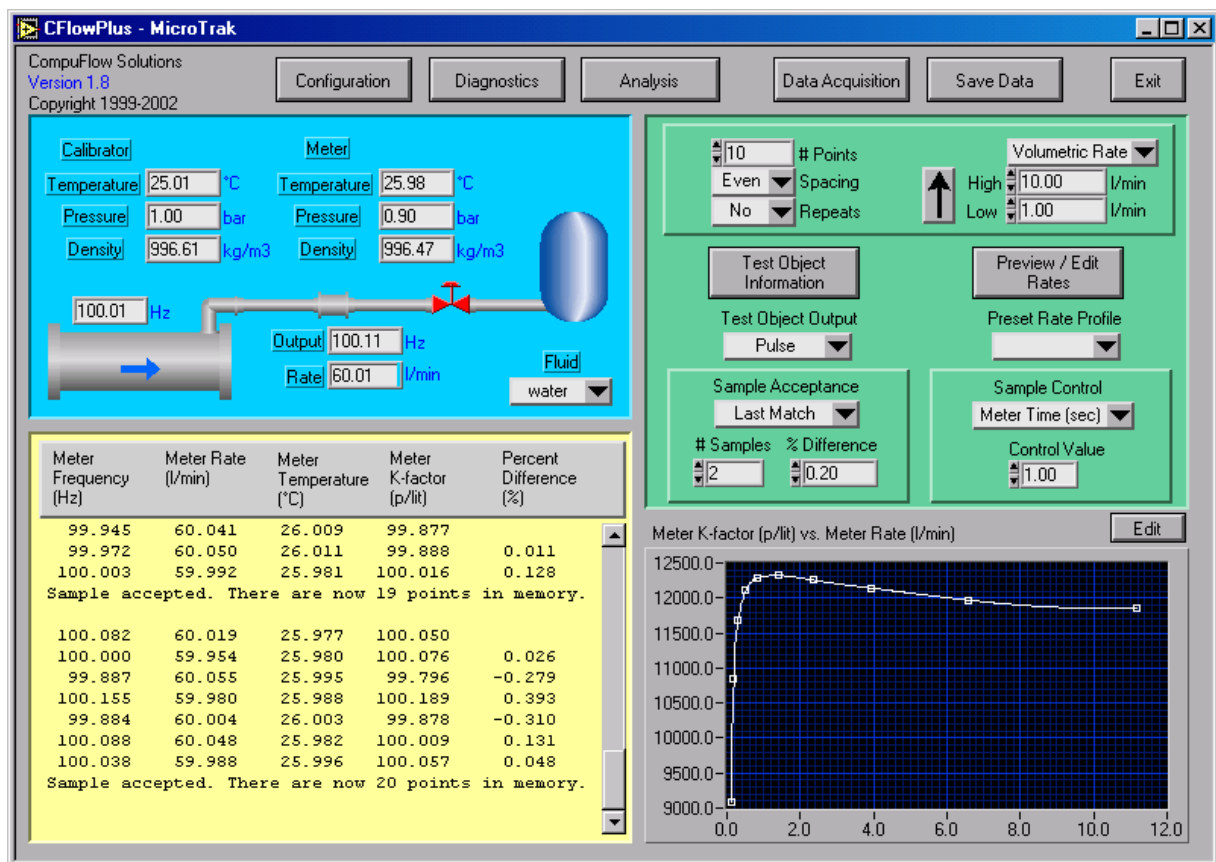 CFlowPlus - MicroTrak
CompuFlow Solutions
Version 1.8
Copyright 1999-2002
Configuration
Diagnostics
Analysis
Data Acquisition
Save Data
Exit
Calibrator
Meter
Temperature 25.01 °C
Temperature 25.98 °C
Pressure 1.00 bar
Pressure 0.90 bar
Density 996.61 kg/m3
Density 996.47 kg/m3
100.01 Hz
Output 100.11 Hz
Rate 60.01 l/min
Fluid
water
10 # Points
Even Spacing
No Repeats
Volumetric Rate
High 10.00 l/min
Low 1.00 l/min
Test Object
Information
Preview / Edit
Rates
Test Object Output
Pulse
Preset Rate Profile
Sample Acceptance
Last Match
# Samples % Difference
2 0.20
Sample Control
Meter Time (sec)
Control Value
1.00
Meter Frequency (Hz)
Meter Rate (l/min)
Meter Temperature (°C)
Meter K-factor (p/lit)
Percent Difference (%)
99.945 60.041 26.009 99.877
99.972 60.050 26.011 99.888 0.011
100.003 59.992 25.981 100.016 0.128
Sample accepted. There are now 19 points in memory.
100.082 60.019 25.977 100.050
100.000 59.954 25.980 100.076 0.026
99.887 60.055 25.995 99.796 -0.279
100.155 59.980 25.988 100.189 0.393
99.884 60.004 26.003 99.878 -0.310
100.088 60.048 25.982 100.009 0.131
100.038 59.988 25.996 100.057 0.048
Sample accepted. There are now 20 points in memory.
Meter K-factor (p/lit) vs. Meter Rate (l/min)
Edit
12500.0
12000.0
11500.0
11000.0
10500.0
10000.0
9500.0
9000.0
0.0 2.0 4.0 6.0 8.0 10.0 12.0